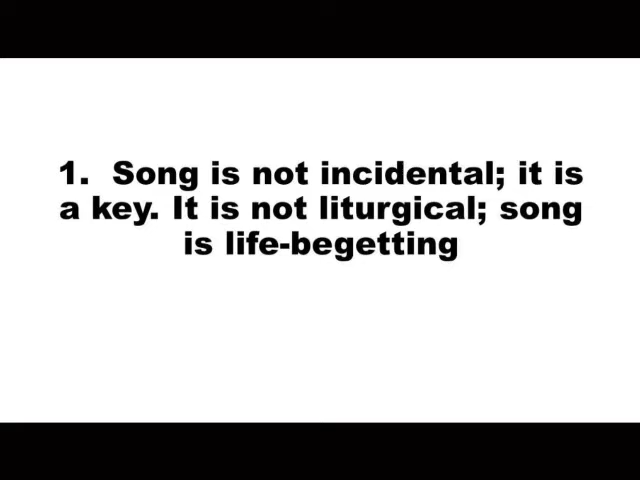 1.  Song is not incidental; it is
a key. It is not liturgical; song
is life-begetting